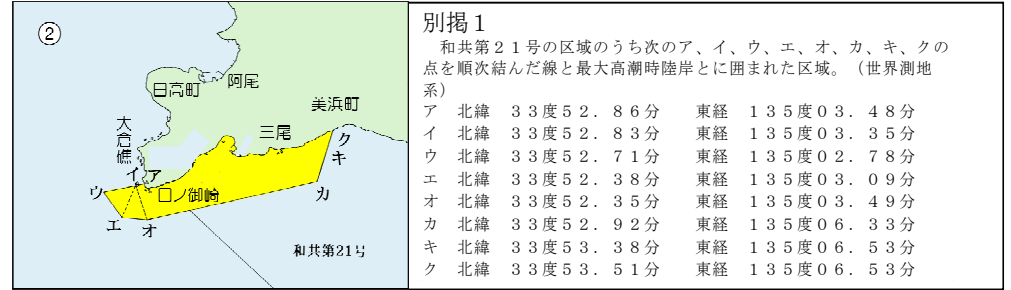 ②
日高町
阿尾
美浜町
大倉礁
三尾
ク
キ
イ
ア
ウ
日ノ御崎
カ
エ
オ
和共第21号
別掲1
和共第21号の区域のうち次のア、イ、ウ、エ、オ、カ、キ、クの
点を順次結んだ線と最大高潮時陸岸とに囲まれた区域。(世界測地
系)
ア 北緯 33度52.86分 東経 135度03.48分
イ 北緯 33度52.83分 東経 135度03.35分
ウ 北緯 33度52.71分 東経 135度02.78分
エ 北緯 33度52.38分 東経 135度03.09分
オ 北緯 33度52.35分 東経 135度03.49分
カ 北緯 33度52.92分 東経 135度06.33分
キ 北緯 33度53.38分 東経 135度06.53分
ク 北緯 33度53.51分 東経 135度06.53分